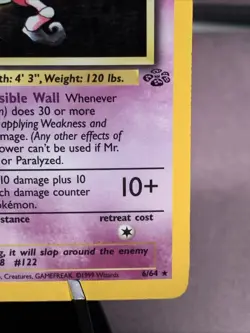 th: 4' 3", Weight: 120 lbs.
sible Wall Whenever
) does 30 or more
applying Weakness and
mage. (Any other effects of
ower can't be used if Mr.
or Paralyzed.
10 damage plus 10
ch damage counter
okémon.
10+
stance
retreat cost
g, it will slap around the enemy
8 #122
, Creatures, GAMEFREAK. ©1999 Wizards
6/64 ★